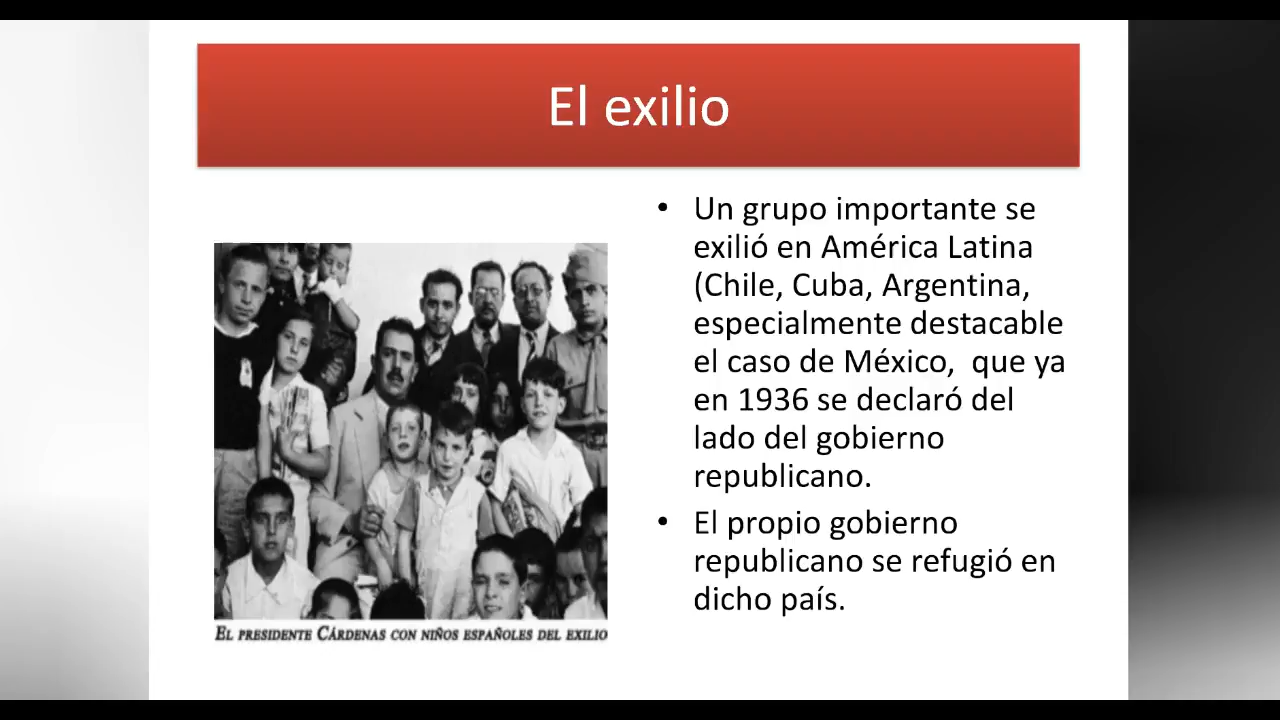 El exilio
• Un grupo importante se
exilió en América Latina
(Chile, Cuba, Argentina,
especialmente destacable
el caso de México,  que ya
en 1936 se declaró del
lado del gobierno
republicano.
• El propio gobierno
republicano se refugió en
dicho país.
EL PRESIDENTE CÁRDENAS CON NIÑOS ESPAÑOLES DEL EXILIO